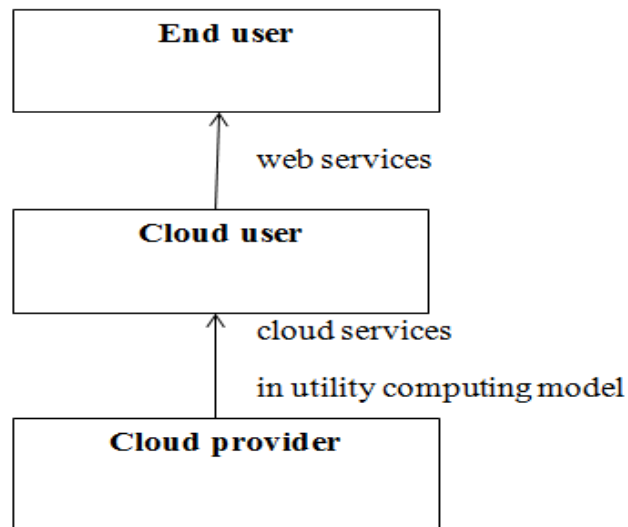 End user
web services
Cloud user
cloud services
in utility computing model
Cloud provider